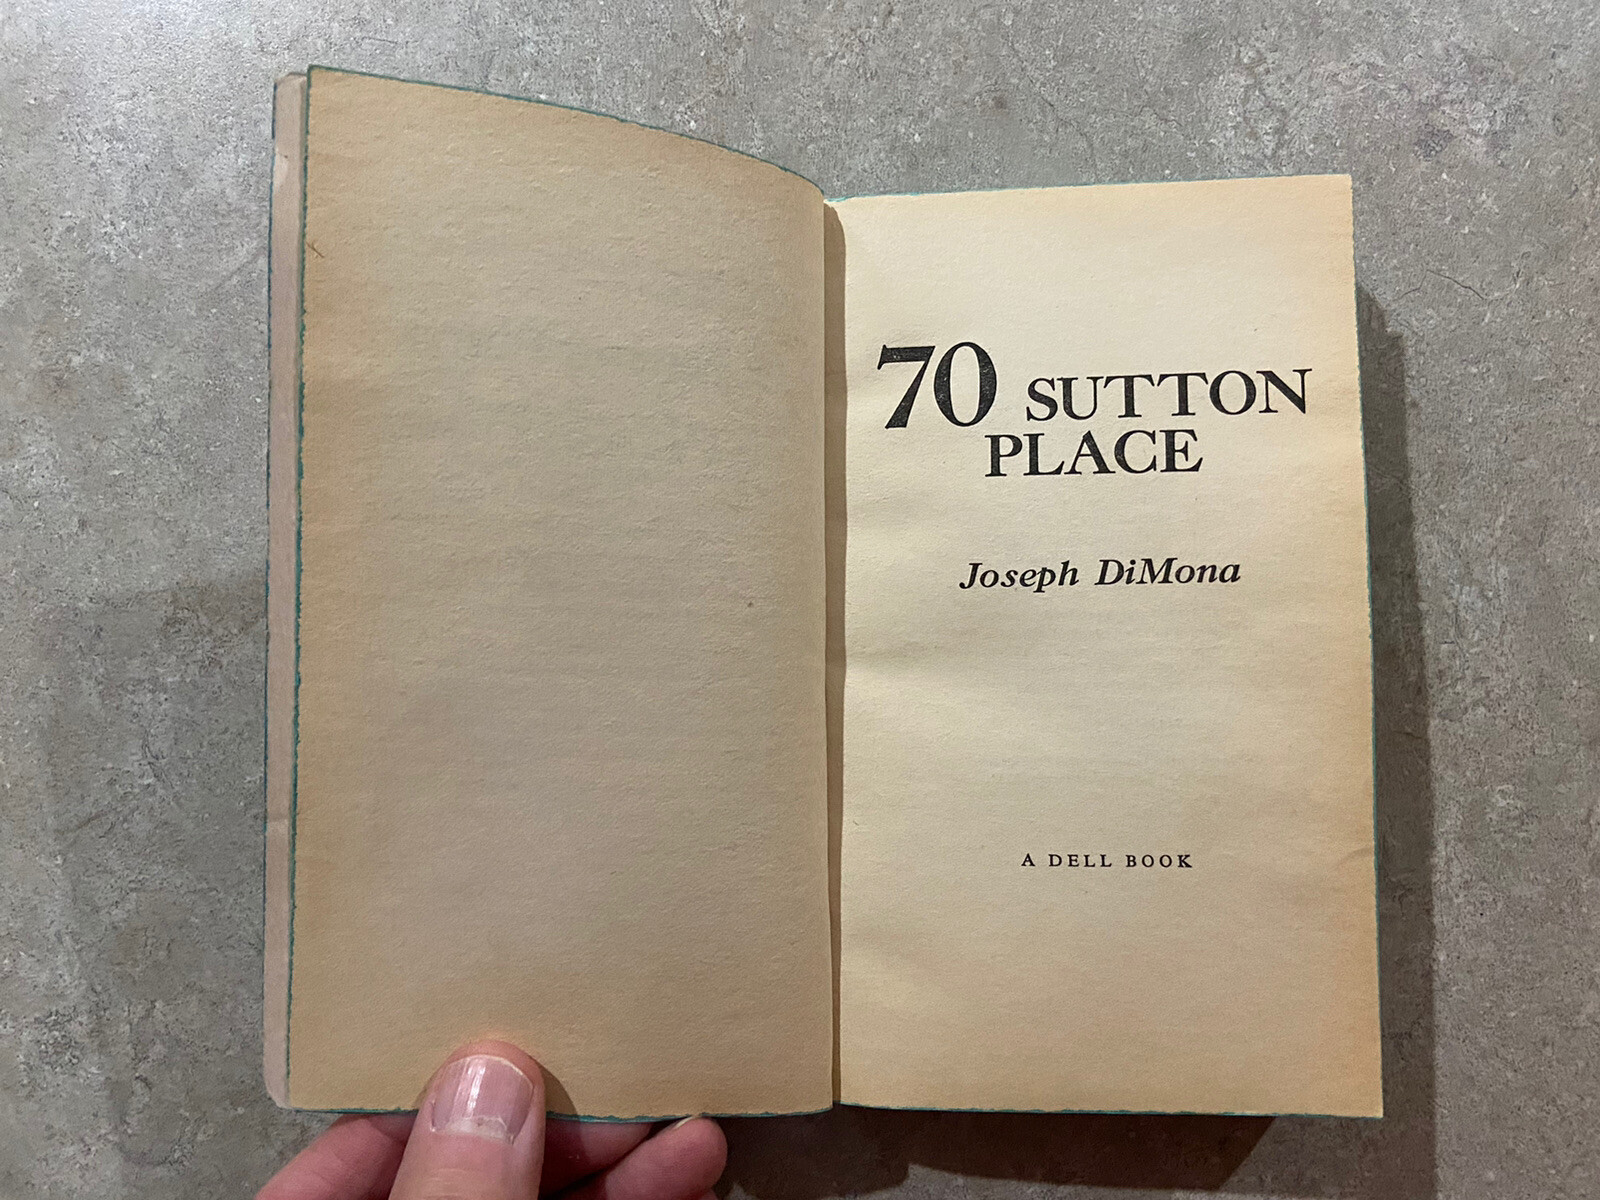 70 SUTTON
PLACE
Joseph DiMona
A DELL BOOK